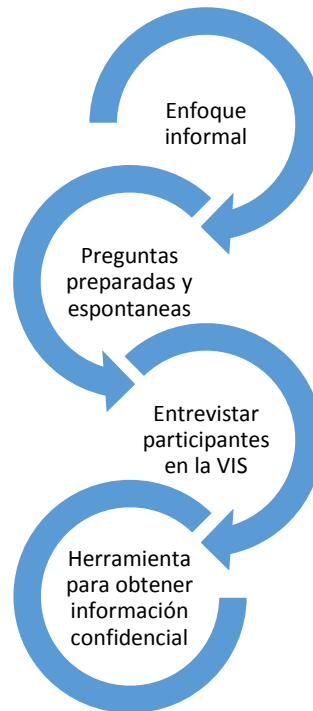 Enfoque
informal
Preguntas
preparadas y
espontaneas
Entrevistar
participantes
en la VIS
Herramienta
para obtener
información
confidencial